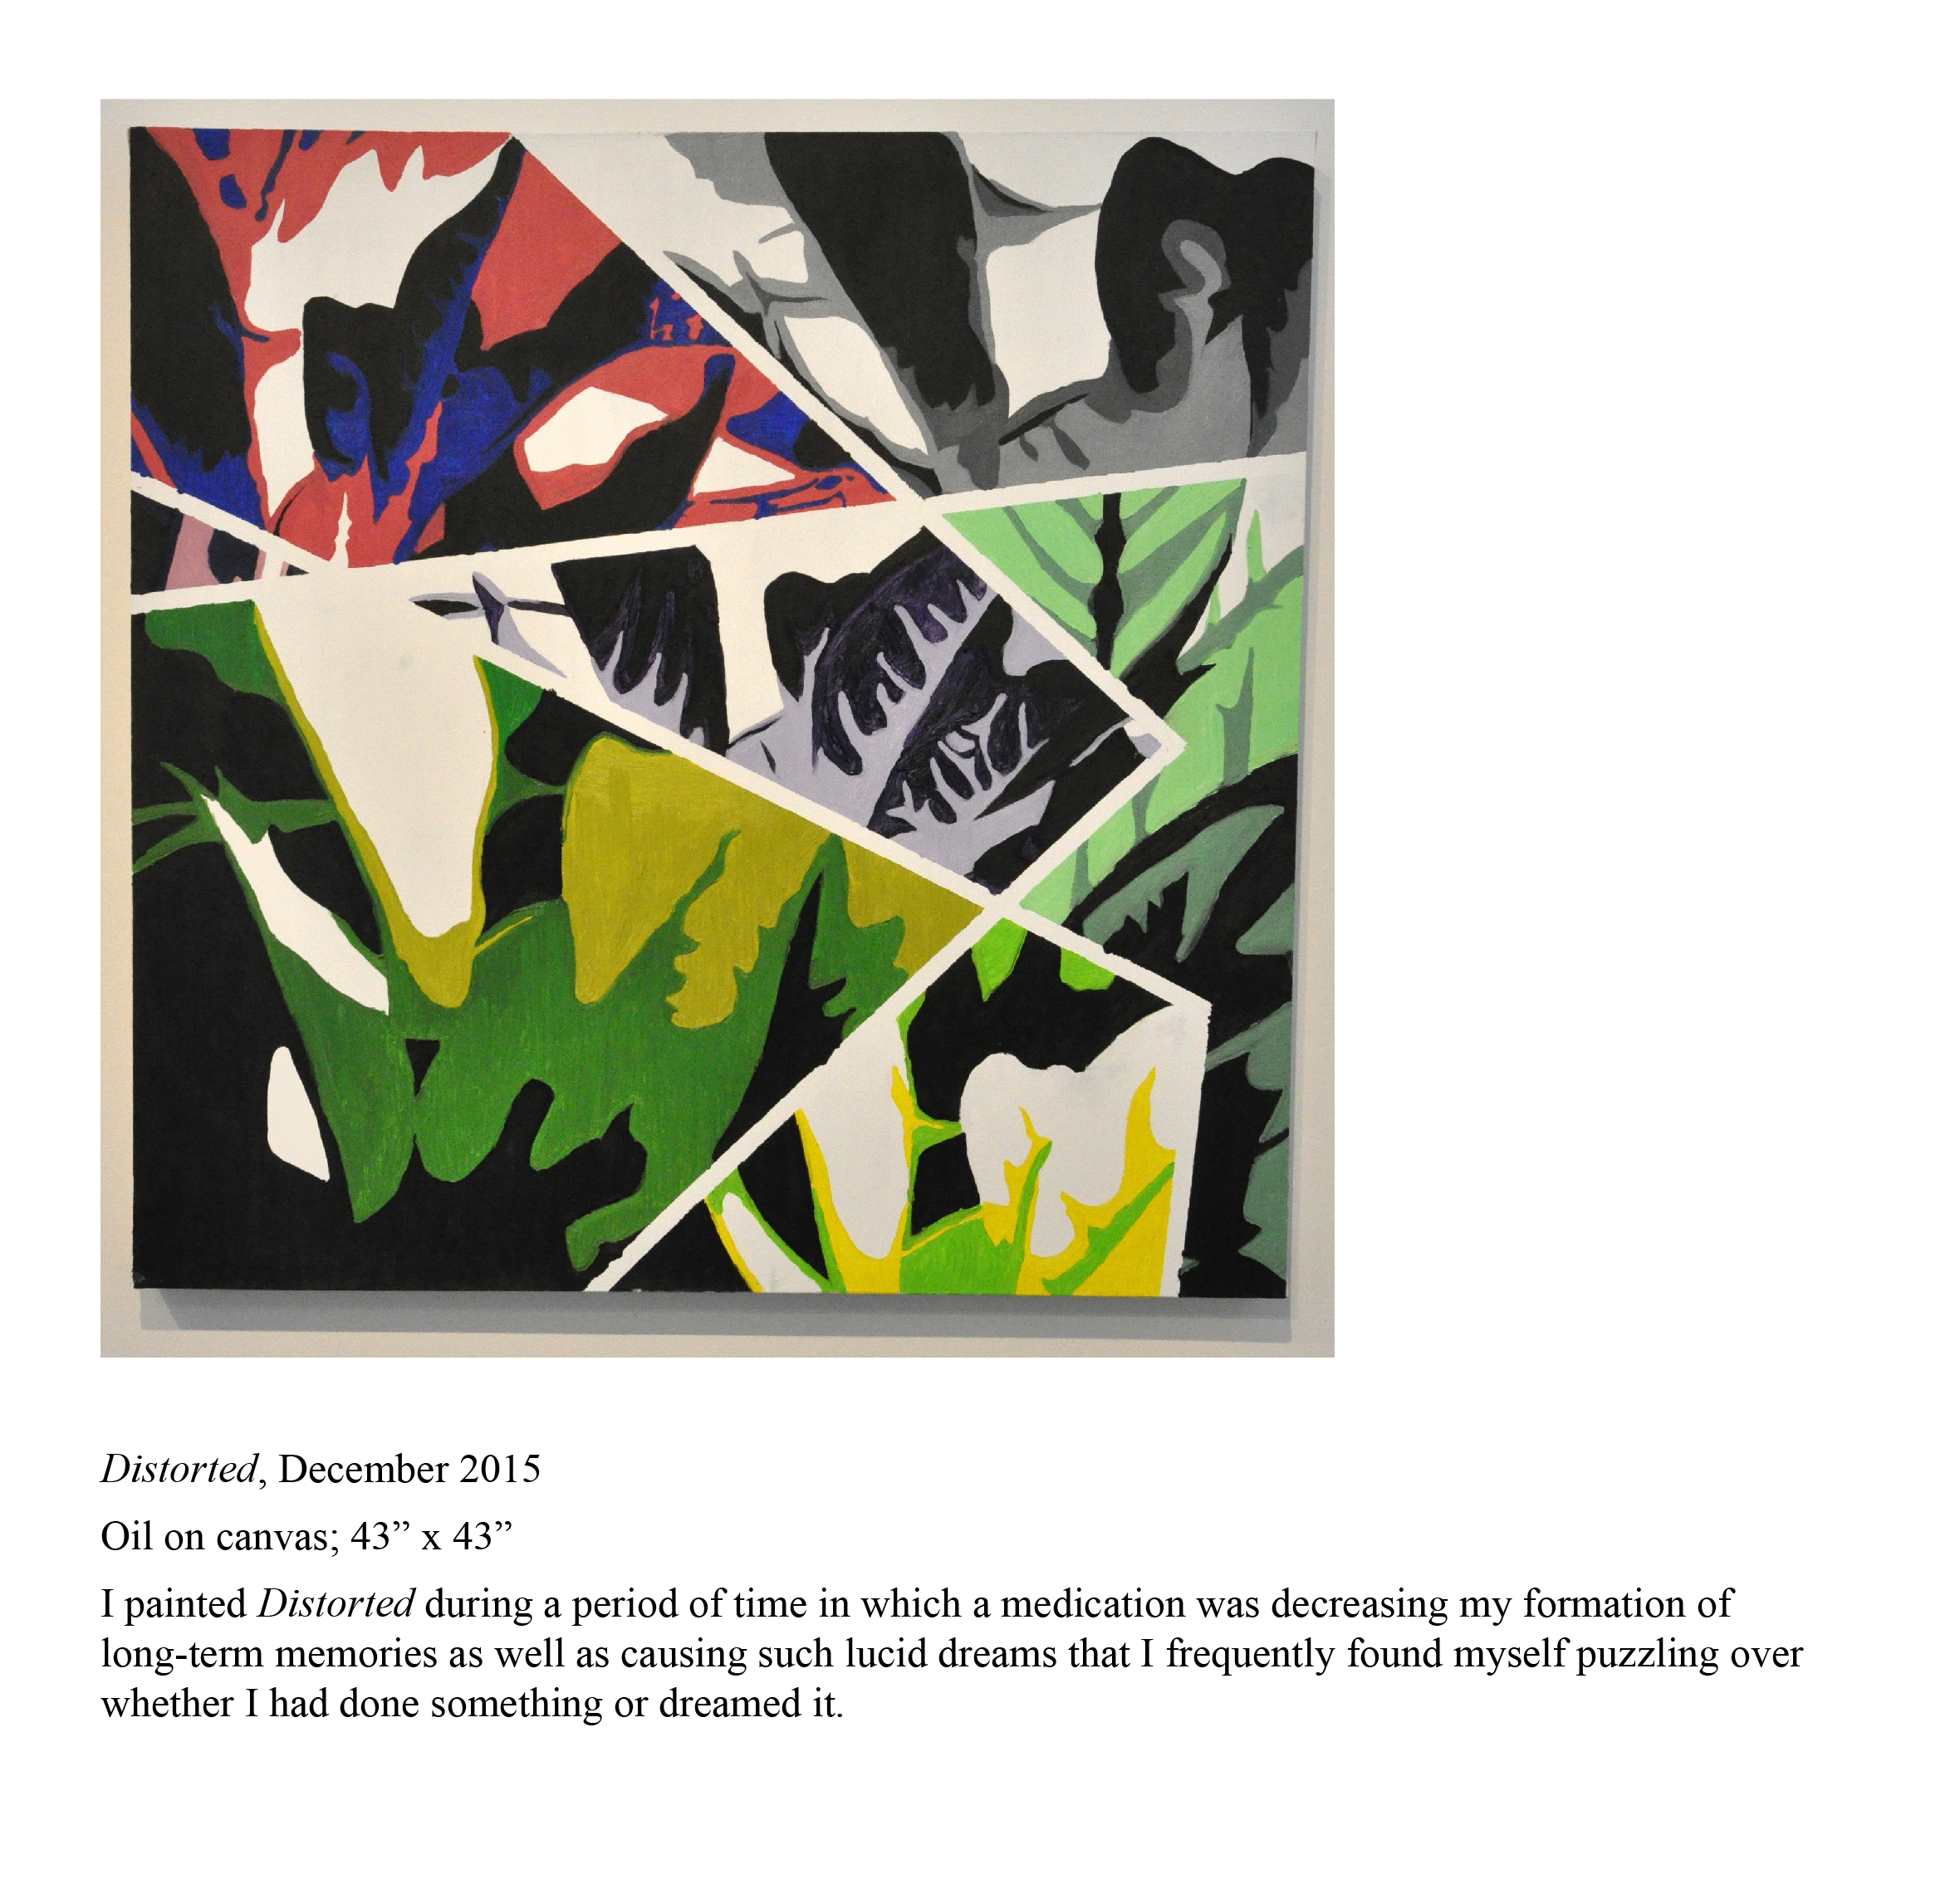 Distorted, December 2015
Oil on canvas; 43” x 43”
I painted Distorted during a period of time in which a medication was decreasing my formation of
long-term memories as well as causing such lucid dreams that I frequently found myself puzzling over
whether I had done something or dreamed it.